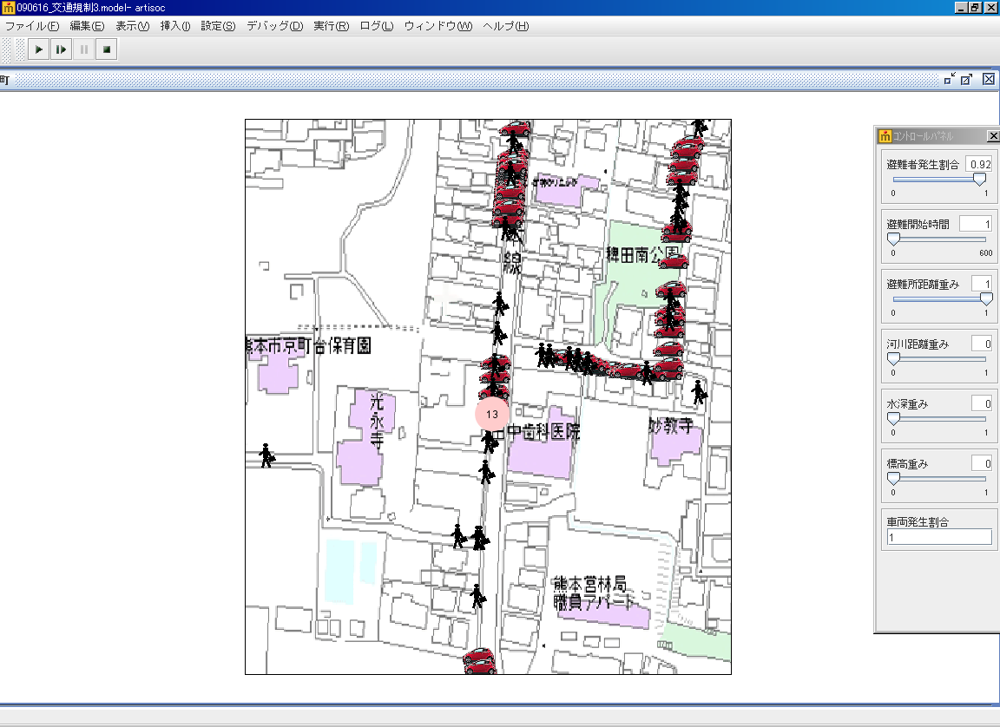 090616_交通規制3.model- artisoc
ファイル(F) 編集(E) 表示(V) 挿入(I) 設定(S) デバッグ(D) 実行(R) ログ(L) ウィンドウ(W) ヘルプ(H)
町
コントロールパネル
避難者発生割合 0.92
0 1
避難開始時間 1
0 600
避難所距離重み 1
0 1
河川距離重み 0
0 1
水深重み 0
0 1
標高重み 0
0 1
車両発生割合
1
線
稗田南公園
熊本市京町台保育園
光永寺
13
田中歯科医院
妙教寺
熊本営林局
職員アパート